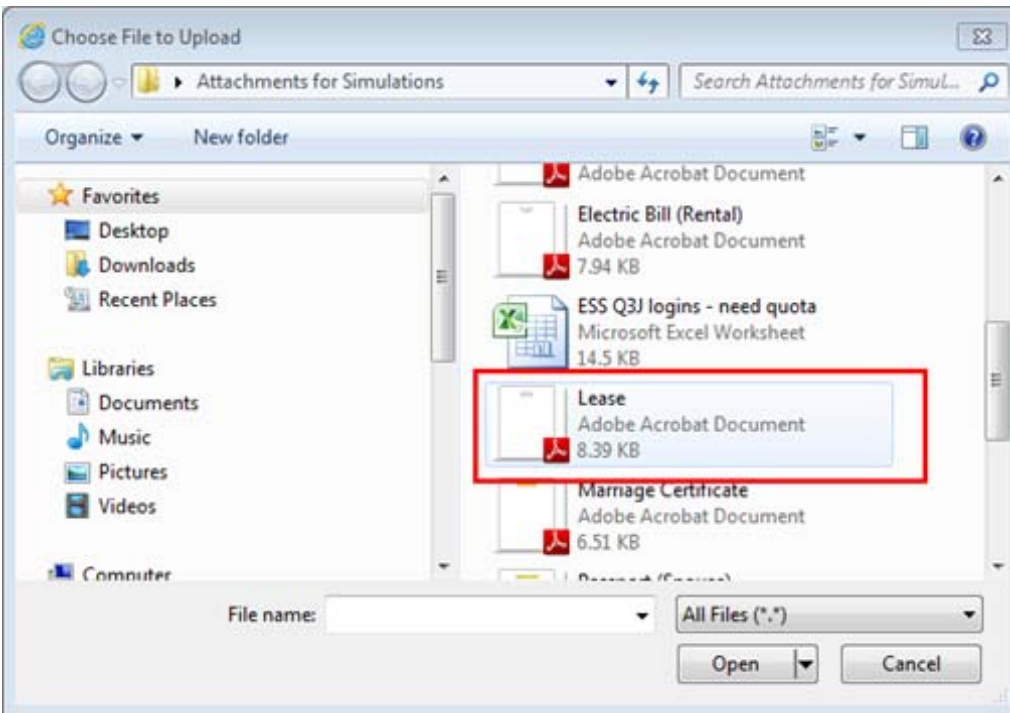 Choose File to Upload
Attachments for Simulations
Search Attachments for Simul...
Organize
New folder
Favorites
Desktop
Downloads
Recent Places
Libraries
Documents
Music
Pictures
Videos
Computer
Adobe Acrobat Document
Electric Bill (Rental)
Adobe Acrobat Document
7.94 KB
ESS Q3J logins - need quota
Microsoft Excel Worksheet
14.5 KB
Lease
Adobe Acrobat Document
8.39 KB
Marriage Certificate
Adobe Acrobat Document
6.51 KB
Passport (Spouse)
File name:
All Files (*.*)
Open
Cancel